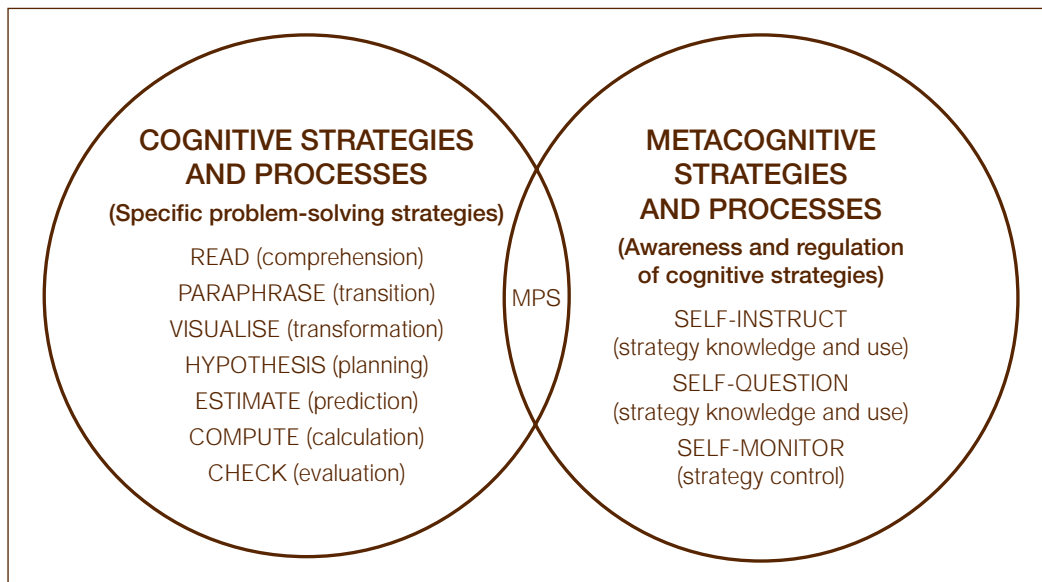 COGNITIVE STRATEGIES
AND PROCESSES
(Specific problem-solving strategies)
READ (comprehension)
PARAPHRASE (transition)
VISUALISE (transformation)
HYPOTHESIS (planning)
ESTIMATE (prediction)
COMPUTE (calculation)
CHECK (evaluation)
MPS
METACOGNITIVE
STRATEGIES
AND PROCESSES
(Awareness and regulation
of cognitive strategies)
SELF-INSTRUCT
(strategy knowledge and use)
SELF-QUESTION
(strategy knowledge and use)
SELF-MONITOR
(strategy control)